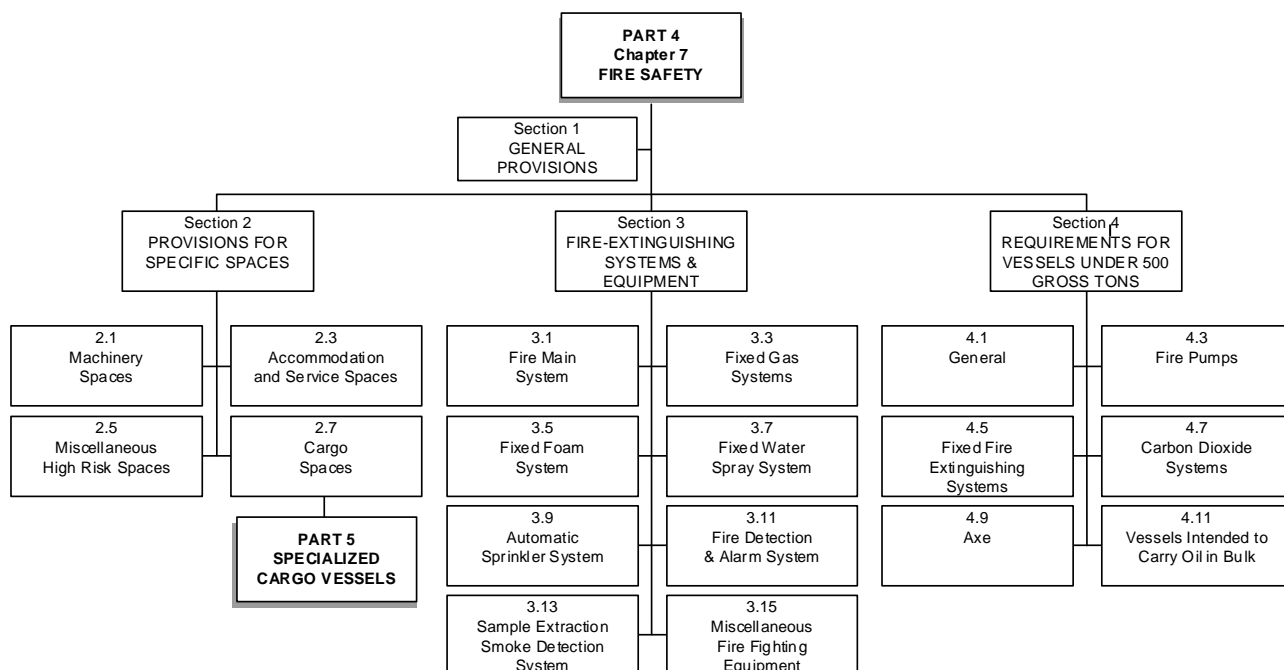 PART 4
Chapter 7
FIRE SAFETY
Section 1
GENERAL
PROVISIONS
Section 2
PROVISIONS FOR
SPECIFIC SPACES
Section 3
FIRE-EXTINGUISHING
SYSTEMS &
EQUIPMENT
Section 4
REQUIREMENTS FOR
VESSELS UNDER 500
GROSS TONS
2.1
Machinery
Spaces
2.3
Accommodation
and Service Spaces
2.5
Miscellaneous
High Risk Spaces
2.7
Cargo
Spaces
PART 5
SPECIALIZED
CARGO VESSELS
3.1
Fire Main
System
3.3
Fixed Gas
Systems
3.5
Fixed Foam
System
3.7
Fixed Water
Spray System
3.9
Automatic
Sprinkler System
3.11
Fire Detection
& Alarm System
3.13
Sample Extraction
Smoke Detection
System
3.15
Miscellaneous
Fire Fighting
Equipment
4.1
General
4.3
Fire Pumps
4.5
Fixed Fire
Extinguishing
Systems
4.7
Carbon Dioxide
Systems
4.9
Axe
4.11
Vessels Intended to
Carry Oil in Bulk